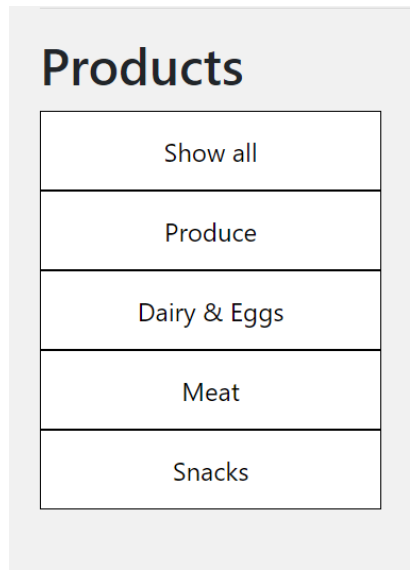 Products
Show all
Produce
Dairy & Eggs
Meat
Snacks